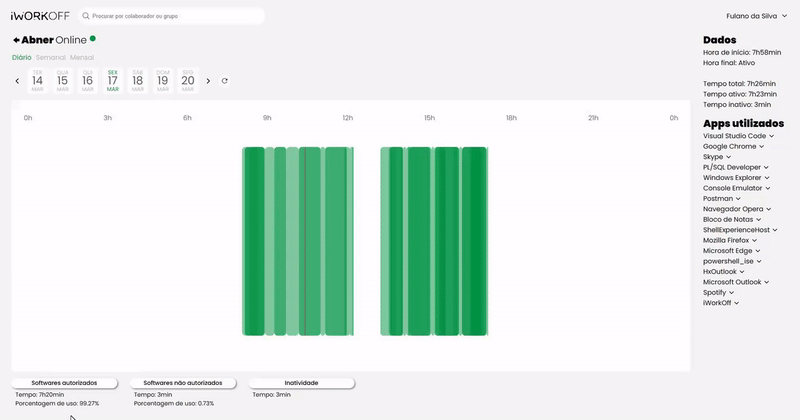 iWORKOFF
Procurar por colaborador ou grupo
Fulano da Silva
Abner Online
Diário Semanal Mensal
14 MAR
QUA 15 MAR
QUI 16 MAR
SEX 17 MAR
SÁB 18 MAR
DOM 19 MAR
SEG 20 MAR
0h 3h 6h 9h 12h 15h 18h 21h 0h
Softwares autorizados
Tempo: 7h20min
Porcentagem de uso: 99.27%
Softwares não autorizados
Tempo: 3min
Porcentagem de uso: 0.73%
Inatividade
Tempo: 3min
Dados
Hora de início: 7h58min
Hora final: Ativo
Tempo total: 7h26min
Tempo ativo: 7h23min
Tempo inativo: 3min
Apps utilizados
Visual Studio Code
Google Chrome
Skype
PL/SQL Developer
Windows Explorer
Console Emulator
Postman
Navegador Opera
Bloco de Notas
ShellExperienceHost
Mozilla Firefox
Microsoft Edge
powershell_ise
HxOutlook
Microsoft Outlook
Spotify
iWorkOff